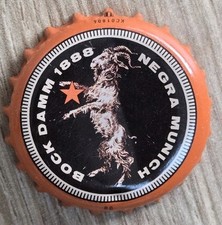 BOCK DAMM 1888
NEGRA MUNICH